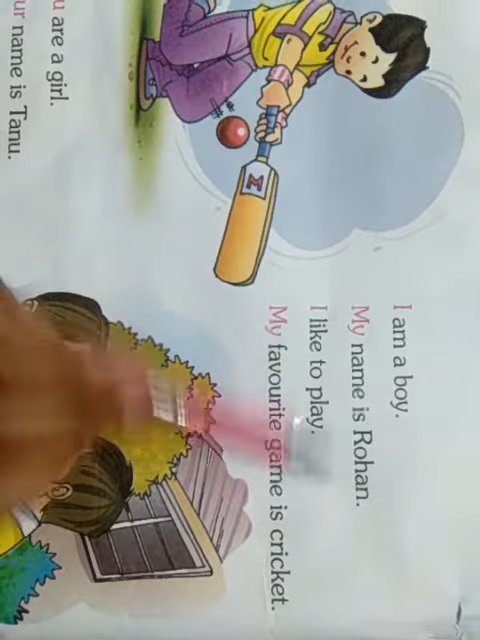 I am a boy.
My name is Rohan.
I like to play.
My favourite game is cricket.
are a girl.
name is Tanu.